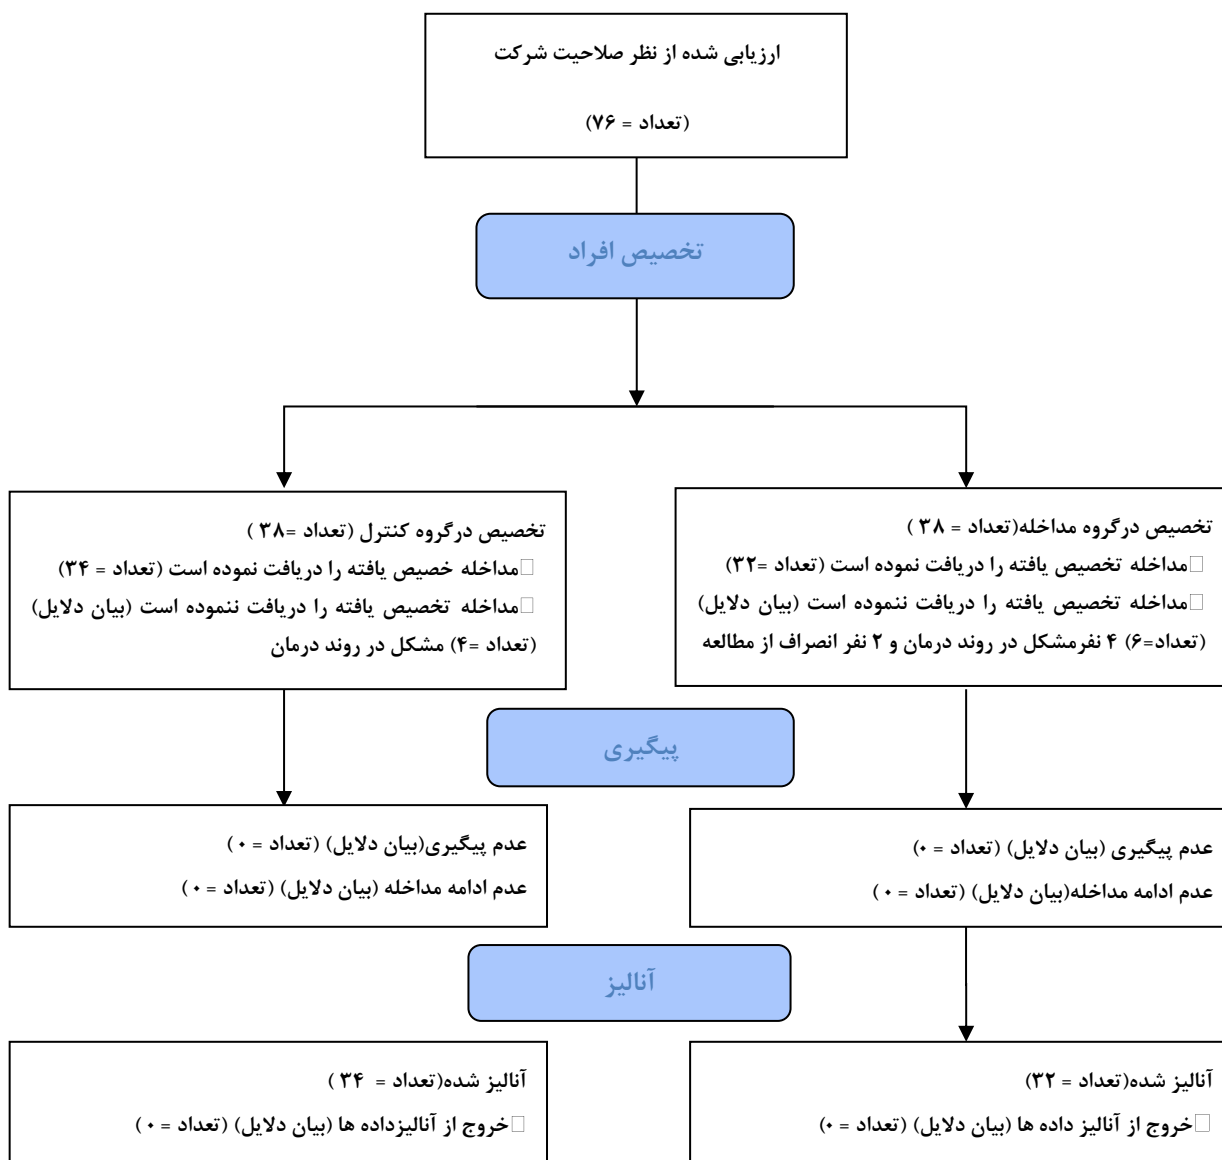 ارزیابی شده از نظر صلاحیت شرکت
(تعداد = ۷۶)
تخصیص افراد
تخصیص درگروه مداخله(تعداد = ۳۸ )
□مداخله تخصیص یافته را دریافت نموده است (تعداد =۳۲)
□مداخله تخصیص یافته را دریافت ننموده است (بیان دلایل)
(تعداد=۶) ۴ نفرمشکل در روند درمان و ۲ نفر انصراف از مطالعه
تخصیص درگروه کنترل (تعداد =۳۸ )
□مداخله خصیص یافته را دریافت نموده است (تعداد = ۳۴)
□مداخله تخصیص یافته را دریافت ننموده است (بیان دلایل)
(تعداد =۴) مشکل در روند درمان
پیگیری
عدم پیگیری (بیان دلایل) (تعداد = ۰)
عدم ادامه مداخله(بیان دلایل) (تعداد = ۰ )
عدم پیگیری(بیان دلایل) (تعداد = ۰ )
عدم ادامه مداخله (بیان دلایل) (تعداد = ۰ )
آنالیز
آنالیز شده(تعداد = ۳۲)
□خروج از آنالیز داده ها (بیان دلایل) (تعداد = ۰)
آنالیز شده(تعداد = ۳۴ )
□خروج از آنالیزداده ها (بیان دلایل) (تعداد = ۰ )